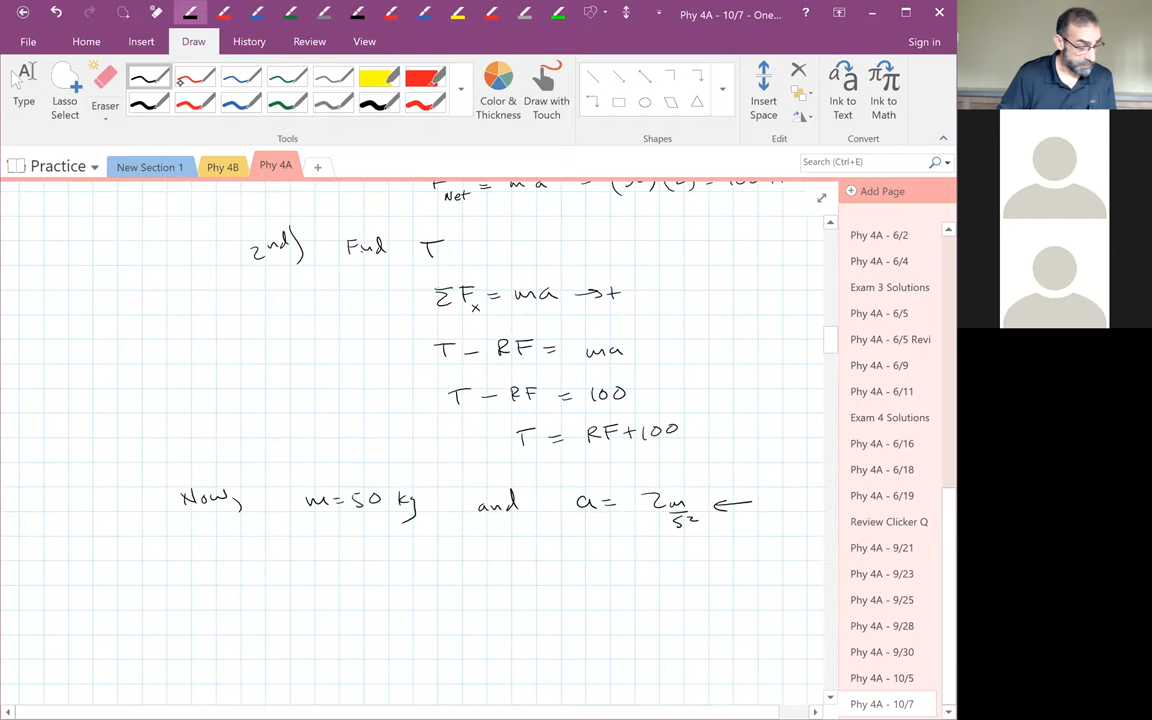 Phy 4A - 10/7 - One...
?
File Home Insert Draw History Review View
Sign in
Type
Lasso Select
Eraser
Color & Thickness
Draw with Touch
Insert Space
Ink to Text
Ink to Math
Tools
Shapes
Edit
Convert
Practice
New Section 1
Phy 4B
Phy 4A
+
Search (Ctrl+E)
Add Page
Phy 4A - 6/2
Phy 4A - 6/4
Exam 3 Solutions
Phy 4A - 6/5
Phy 4A - 6/5 Revi
Phy 4A - 6/9
Phy 4A - 6/11
Exam 4 Solutions
Phy 4A - 6/16
Phy 4A - 6/18
Phy 4A - 6/19
Review Clicker Q
Phy 4A - 9/21
Phy 4A - 9/23
Phy 4A - 9/25
Phy 4A - 9/28
Phy 4A - 9/30
Phy 4A - 10/5
Phy 4A - 10/7
Net
2nd) Find T
ΣFx = ma → +
T - RF = ma
T - RF = 100
T = RF + 100
Now, m = 50 kg and a = 2 m/s² ←